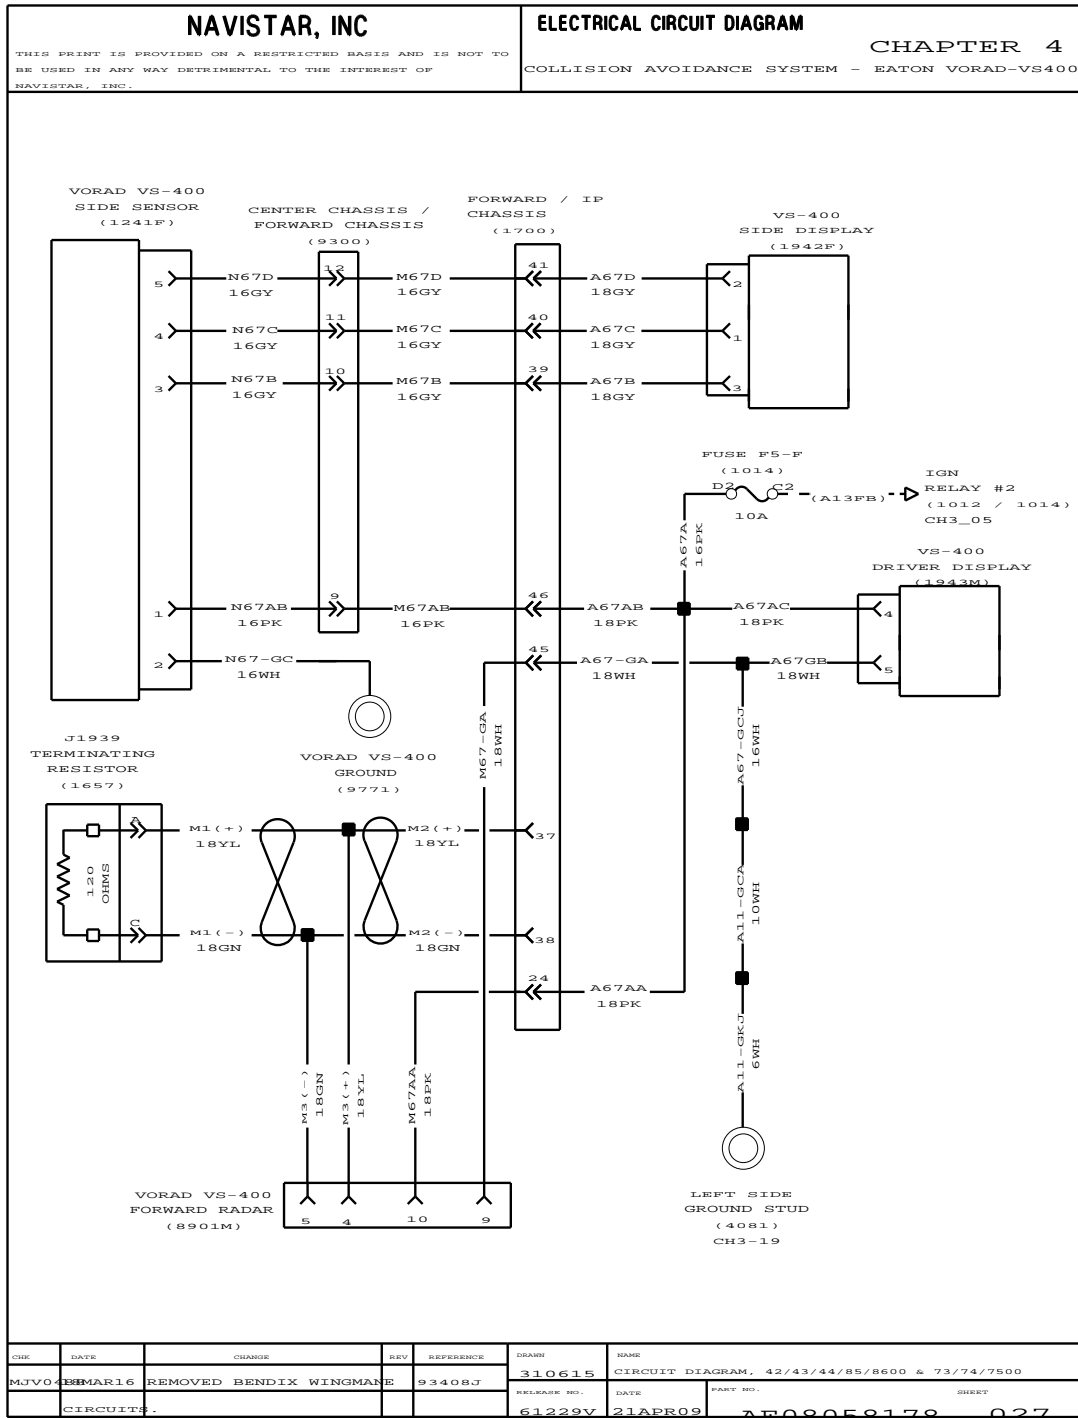 NAVISTAR, INC
THIS PRINT IS PROVIDED ON A RESTRICTED BASIS AND IS NOT TO
BE USED IN ANY WAY DETRIMENTAL TO THE INTEREST OF
NAVISTAR, INC.
ELECTRICAL CIRCUIT DIAGRAM
CHAPTER 4
COLLISION AVOIDANCE SYSTEM - EATON VORAD-VS400
VORAD VS-400
SIDE SENSOR
(1241F)
CENTER CHASSIS /
FORWARD CHASSIS
(9300)
FORWARD / IP
CHASSIS
(1700)
VS-400
SIDE DISPLAY
(1942F)
5
N67D
16GY
12
M67D
16GY
41
A67D
18GY
2
4
N67C
16GY
11
M67C
16GY
40
A67C
18GY
1
3
N67B
16GY
10
M67B
16GY
39
A67B
18GY
3
FUSE F5-F
(1014)
D2
C2
10A
(A13FB)
IGN
RELAY #2
(1012 / 1014)
CH3_05
A67A
16PK
VS-400
DRIVER DISPLAY
(1943M)
1
N67AB
16PK
9
M67AB
16PK
46
A67AB
18PK
A67AC
18PK
4
2
N67-GC
16WH
45
A67-GA
18WH
A67GB
18WH
5
VORAD VS-400
GROUND
(9771)
M67-GA
18WH
A67-GCJ
16WH
J1939
TERMINATING
RESISTOR
(1657)
120
OHMS
A
M1(+)
18YL
M2(+)
18YL
37
C
M1(-)
18GN
M2(-)
18GN
38
A11-GCA
10WH
24
A67AA
18PK
A11-GKJ
6WH
M3(-)
18GN
M3(+)
18YL
M67AA
18PK
VORAD VS-400
FORWARD RADAR
(8901M)
5
4
10
9
LEFT SIDE
GROUND STUD
(4081)
CH3-19
CHK
DATE
CHANGE
REV
REFERENCE
DRAWN
310615
NAME
CIRCUIT DIAGRAM, 42/43/44/85/8600 & 73/74/7500
REMOVED BENDIX WINGMANE
93408J
CIRCUITS.
RELEASE NO.
61229V
DATE
21APR09
PART NO.
AF08058178
SHEET
027